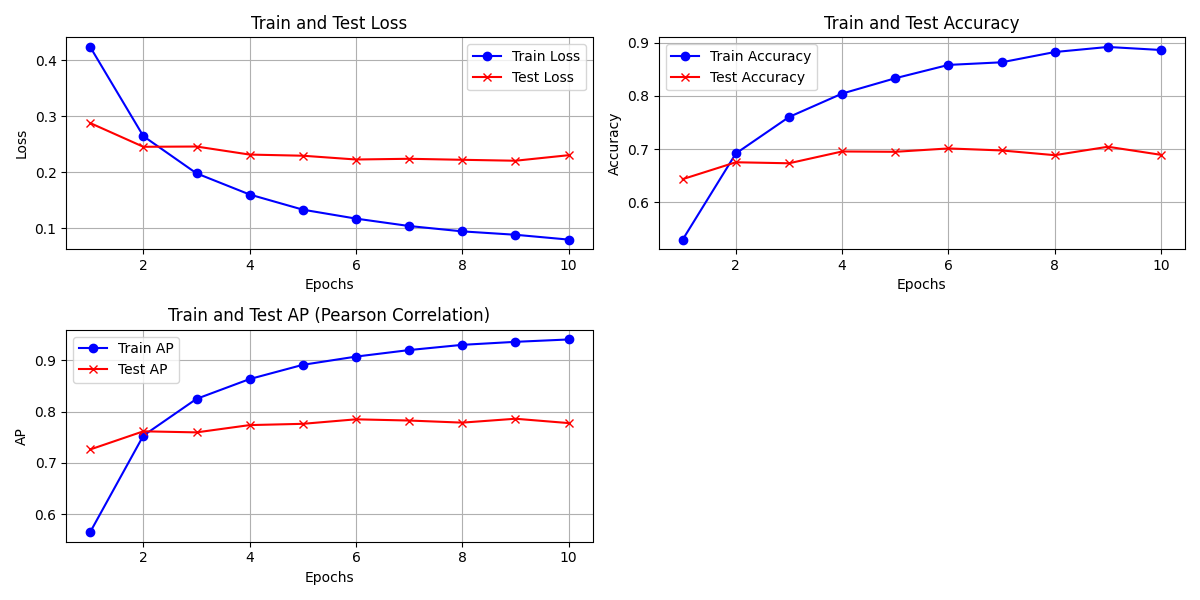 Train and Test Loss
Train Loss
Test Loss
0.4
0.3
0.2
0.1
Loss
2 4 6 8 10
Epochs
Train and Test Accuracy
Train Accuracy
Test Accuracy
0.9
0.8
0.7
0.6
Accuracy
2 4 6 8 10
Epochs
Train and Test AP (Pearson Correlation)
Train AP
Test AP
0.9
0.8
0.7
0.6
AP
2 4 6 8 10
Epochs